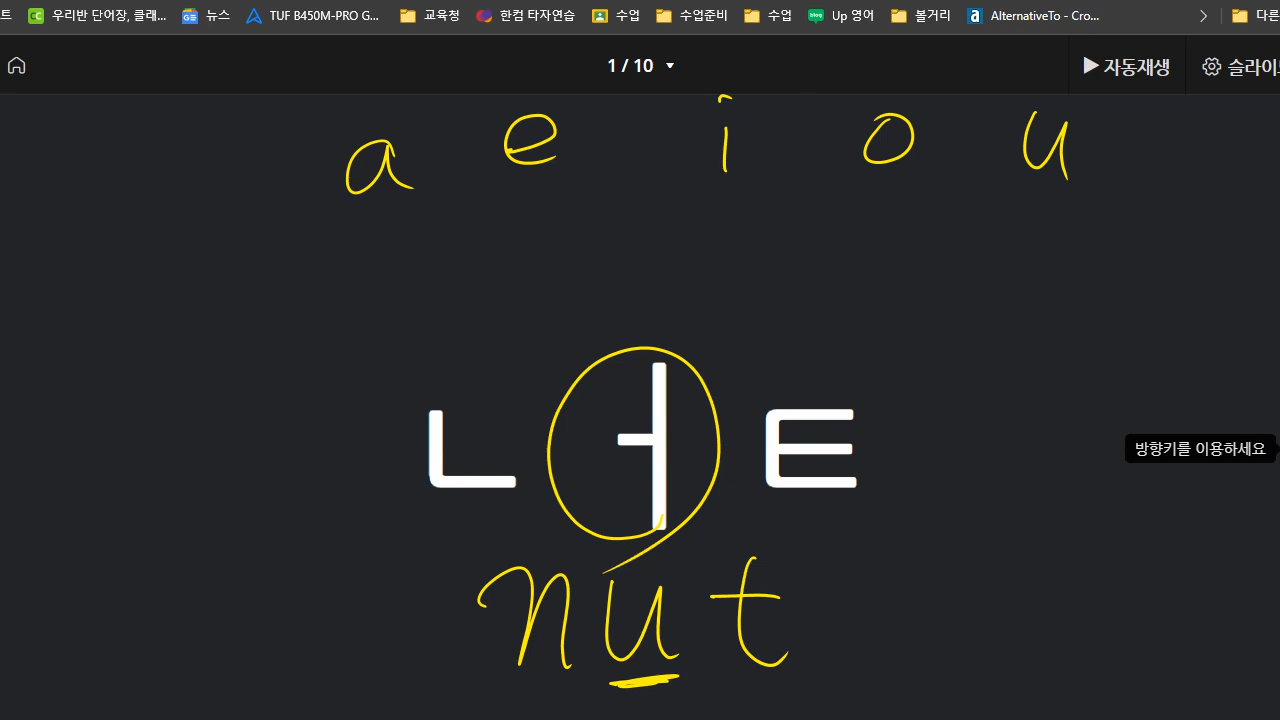 트 우리반 단어장, 클래... 뉴스 TUF B450M-PRO G... 교육청 한컴 타자연습 수업 수업준비 수업 Up 영어 볼거리 AlternativeTo - Cro... 다른
1 / 10 자동재생 슬라이드
a e i o u
ㄴ ㅓ ㅌ
방향키를 이용하세요
nut